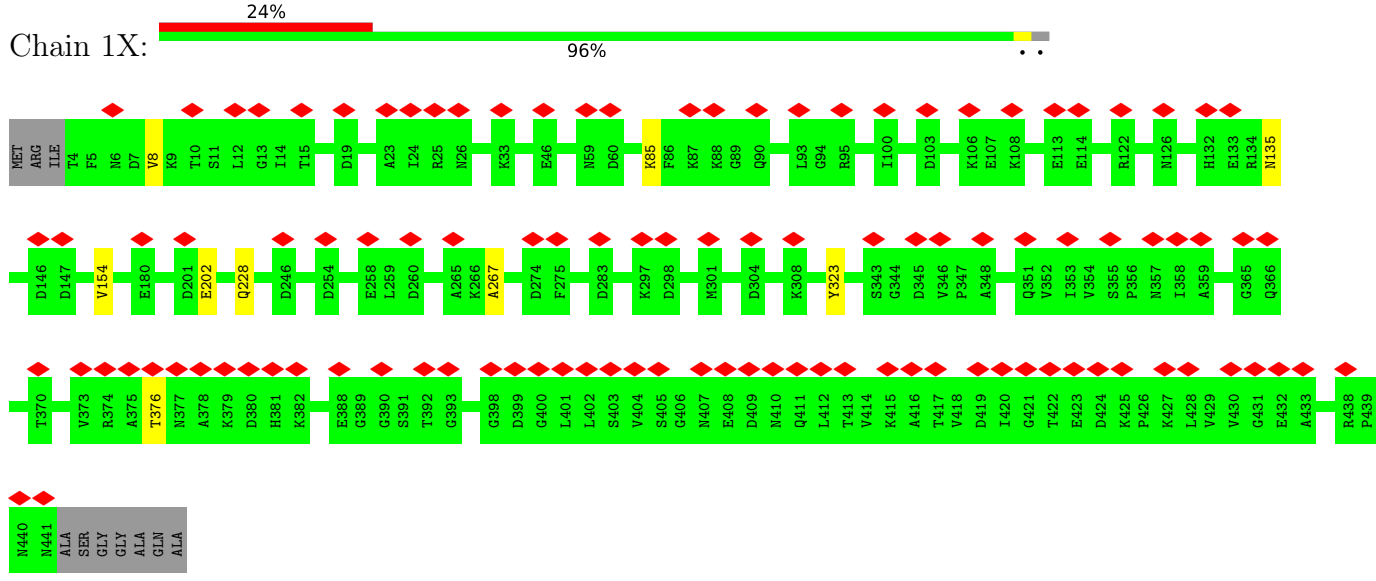 24%
Chain 1X:
96%
• •
MET ARG ILE T4 F5 N6 D7 V8 K9 T10 S11 L12 G13 I14 T15 D19 A23 I24 R25 N26 K33 E46 N59 D60 K85 F86 K87 K88 G89 Q90 L93 G94 R95 I100 D103 K106 E107 K108 E113 E114 R122 N126 H132 E133 R134 N135
D146 D147 V154 E180 D201 E202 Q228 D246 D254 E258 L259 D260 A265 K266 A267 D274 F275 D283 K297 D298 M301 D304 K308 Y323 S343 G344 D345 V346 P347 A348 Q351 V352 I353 V354 S355 P356 N357 I358 A359 G365 Q366
T370 V373 R374 A375 T376 N377 A378 K379 D380 H381 K382 E388 G389 G390 S391 T392 G393 G398 D399 G400 L401 L402 S403 V404 S405 G406 N407 E408 D409 N410 Q411 L412 T413 V414 K415 A416 T417 V418 D419 I420 G421 T422 E423 D424 K425 P426 K427 L428 V429 V430 G431 E432 A433 R438 P439
N440 N441 ALA SER GLY GLY ALA GLN ALA